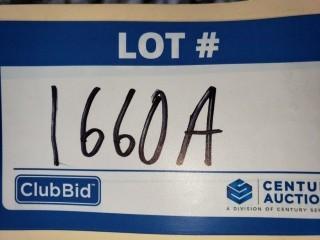 LOT #
1660A
ClubBid
CENTU
AUCTIO
A DIVISION OF CENTURY SE